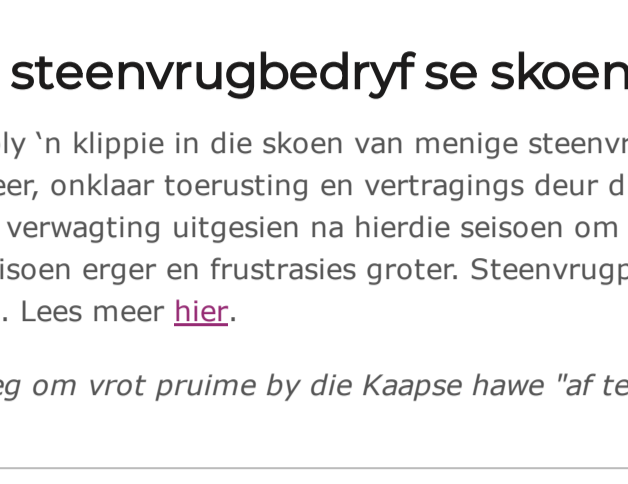 steenvrugbedryf se skoen
ly ‘n klippie in die skoen van menige steenvr
eer, onklaar toerusting en vertragings deur d
verwagting uitgesien na hierdie seisoen om
isoen erger en frustrasies groter. Steenvrugp
. Lees meer hier.
eg om vrot pruime by die Kaapse hawe "af te